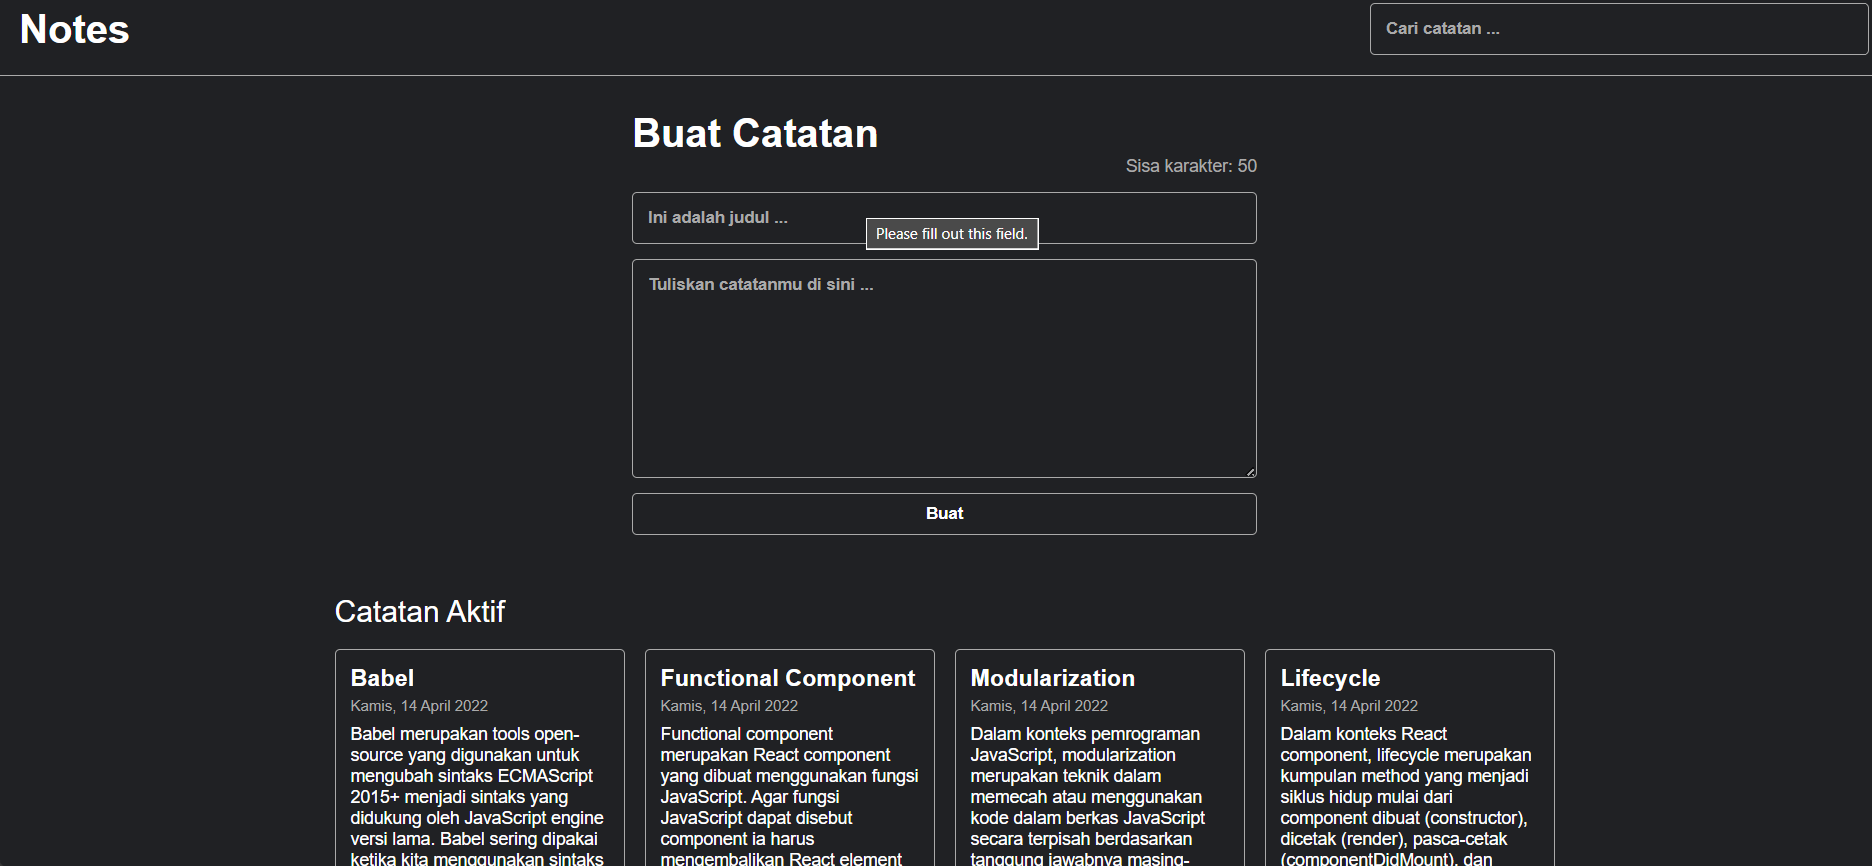 Notes
Cari catatan ...
Buat Catatan
Sisa karakter: 50
Ini adalah judul ...
Please fill out this field.
Tuliskan catatanmu di sini ...
Buat
Catatan Aktif
Babel
Kamis, 14 April 2022
Babel merupakan tools open-
source yang digunakan untuk
mengubah sintaks ECMAScript
2015+ menjadi sintaks yang
didukung oleh JavaScript engine
versi lama. Babel sering dipakai
ketika kita menggunakan sintaks
Functional Component
Kamis, 14 April 2022
Functional component
merupakan React component
yang dibuat menggunakan fungsi
JavaScript. Agar fungsi
JavaScript dapat disebut
component ia harus
mengembalikan React element
Modularization
Kamis, 14 April 2022
Dalam konteks pemrograman
JavaScript, modularization
merupakan teknik dalam
memecah atau menggunakan
kode dalam berkas JavaScript
secara terpisah berdasarkan
tanggung jawabnya masing-
Lifecycle
Kamis, 14 April 2022
Dalam konteks React
component, lifecycle merupakan
kumpulan method yang menjadi
siklus hidup mulai dari
component dibuat (constructor),
dicetak (render), pasca-cetak
(componentDidMount), dan